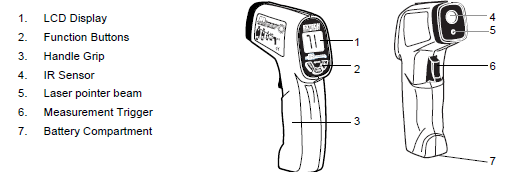 1. LCD Display
2. Function Buttons
3. Handle Grip
4. IR Sensor
5. Laser pointer beam
6. Measurement Trigger
7. Battery Compartment
1
2
3
4
5
6
7